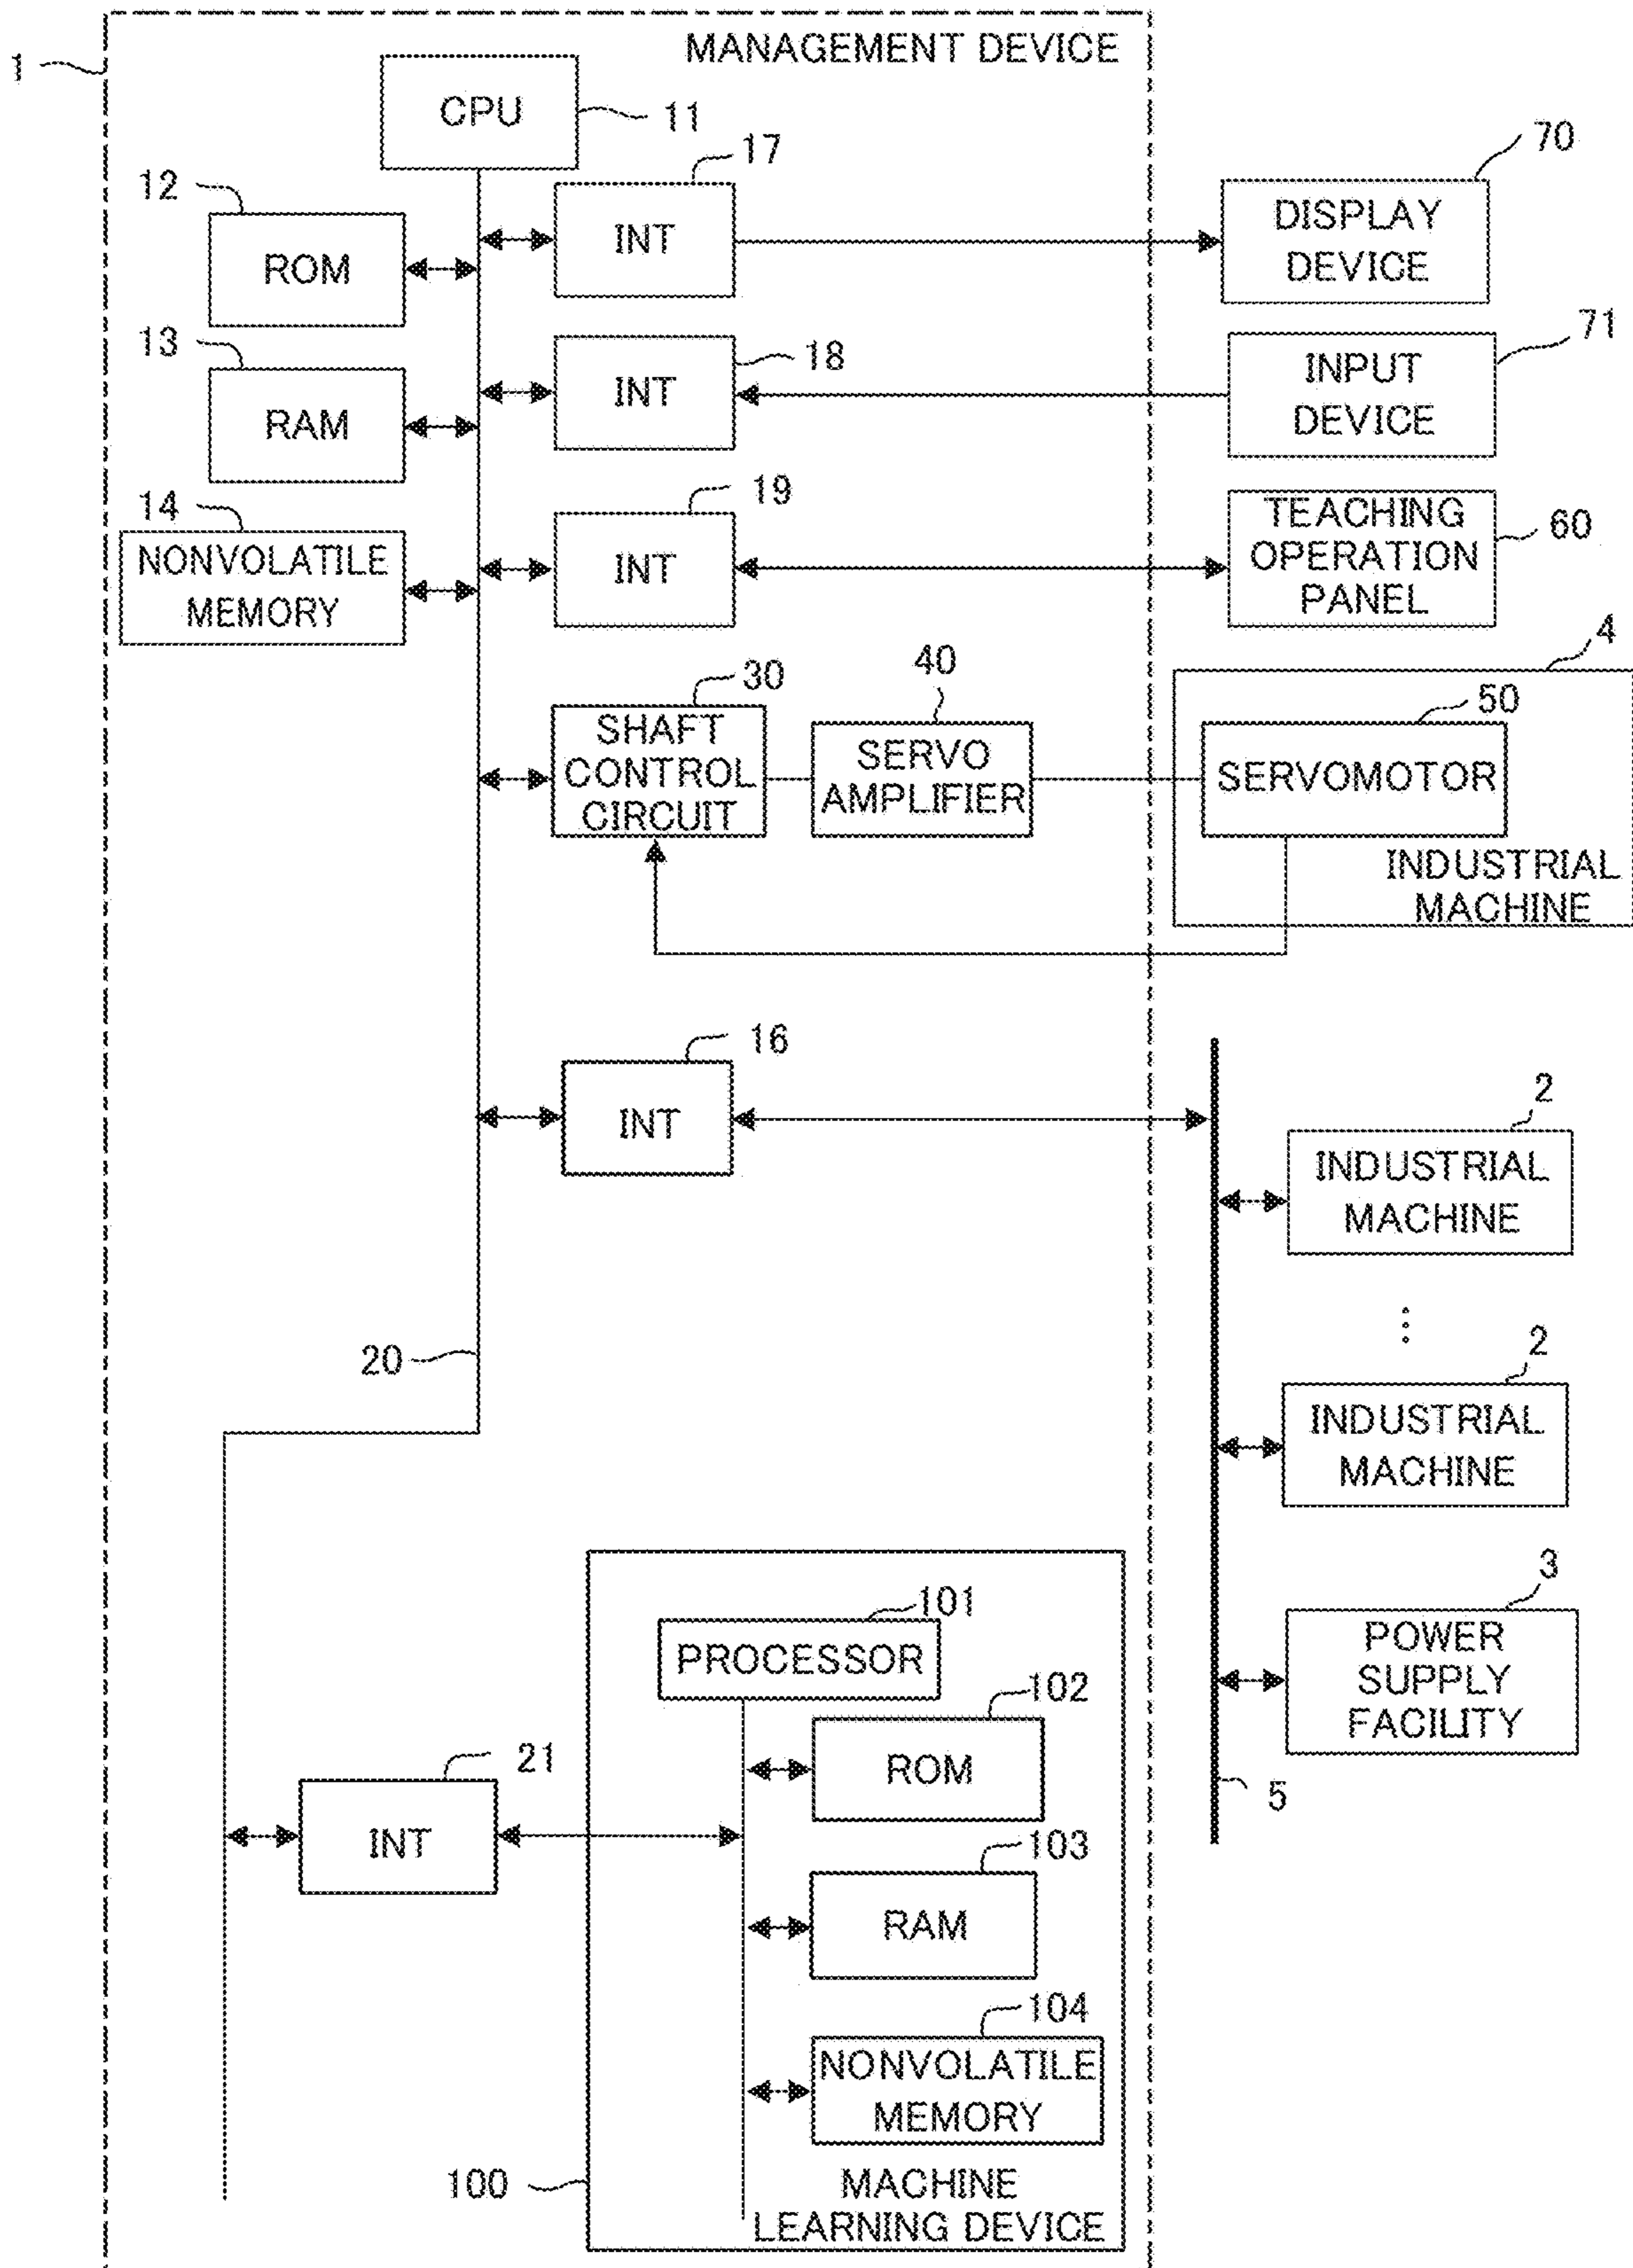 1
MANAGEMENT DEVICE
CPU
11
17
70
12
ROM
INT
DISPLAY
DEVICE
13
RAM
18
INT
71
INPUT
DEVICE
14
NONVOLATILE
MEMORY
19
INT
TEACHING
OPERATION
PANEL
60
4
30
SHAFT
CONTROL
CIRCUIT
40
SERVO
AMPLIFIER
50
SERVOMOTOR
INDUSTRIAL
MACHINE
16
INT
2
INDUSTRIAL
MACHINE
20
2
INDUSTRIAL
MACHINE
3
POWER
SUPPLY
FACILITY
5
101
PROCESSOR
102
ROM
21
INT
103
RAM
104
NONVOLATILE
MEMORY
100
MACHINE
LEARNING DEVICE